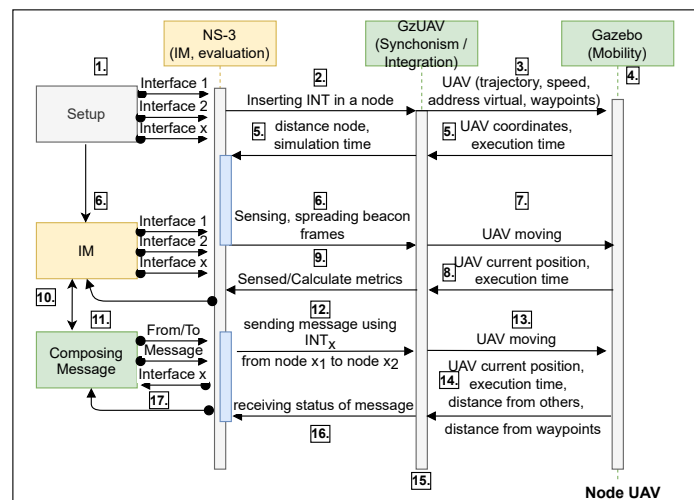 NS-3
(IM, evaluation)
GzUAV
(Synchonism /
Integration)
Gazebo
(Mobility)
1.
2.
3.
4.
Setup
Interface 1
Interface 2
Interface x
Inserting INT in a node
UAV (trajectory, speed,
address virtual, waypoints)
5.
distance node,
simulation time
5.
UAV coordinates,
execution time
6.
6.
7.
IM
Interface 1
Interface 2
Interface x
Sensing, spreading beacon
frames
UAV moving
9.
Sensed/Calculate metrics
8.
UAV current position,
execution time
10.
11.
12.
13.
Composing
Message
From/To
Message
Interface x
sending message using
INTx
from node x1 to node x2
UAV moving
14.
UAV current position,
execution time,
distance from others,
distance from waypoints
17.
receiving status of message
16.
15.
Node UAV